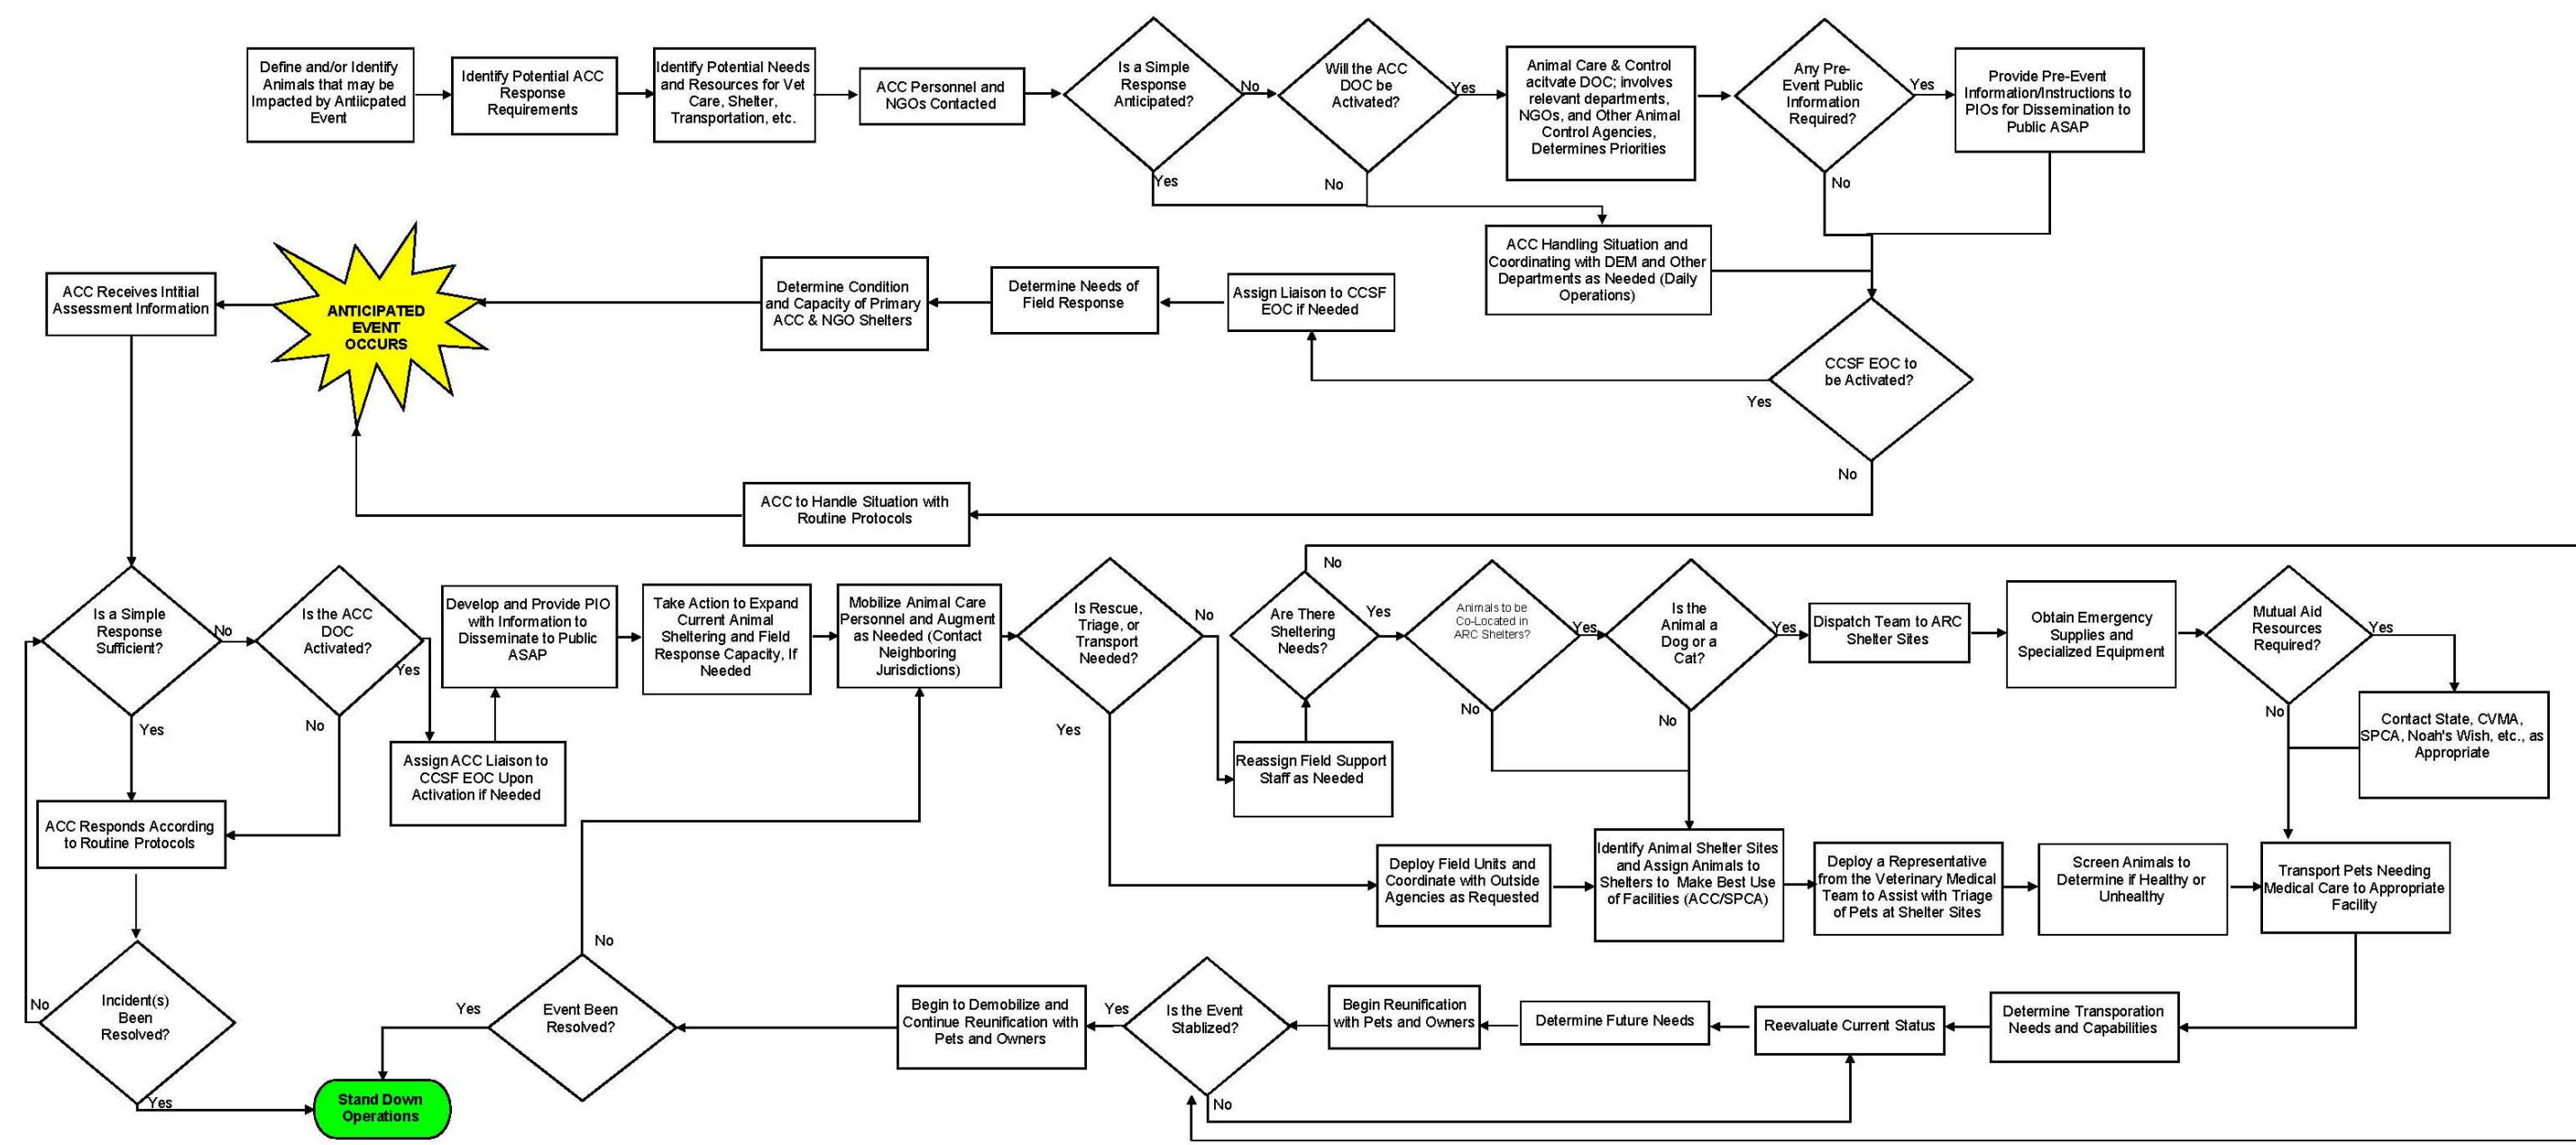 Define and/or Identify
Animals that may be
Impacted by Antiicpated
Event
Identify Potential ACC
Response
Requirements
Identify Potential Needs
and Resources for Vet
Care, Shelter,
Transportation, etc.
ACC Personnel and
NGOs Contacted
Is a Simple
Response
Anticipated?
No
Yes
Will the ACC
DOC be
Activated?
Yes
No
Animal Care & Control
acitvate DOC; involves
relevant departments,
NGOs, and Other Animal
Control Agencies,
Determines Priorities
Any Pre-
Event Public
Information
Required?
Yes
No
Provide Pre-Event
Information/Instructions to
PIOs for Dissemination to
Public ASAP
ACC Handling Situation and
Coordinating with DEM and Other
Departments as Needed (Daily
Operations)
CCSF EOC to
be Activated?
Yes
No
Assign Liaison to CCSF
EOC if Needed
Determine Needs of
Field Response
Determine Condition
and Capacity of Primary
ACC & NGO Shelters
ANTICIPATED
EVENT
OCCURS
ACC Receives Intitial
Assessment Information
ACC to Handle Situation with
Routine Protocols
Is a Simple
Response
Sufficient?
No
Yes
Is the ACC
DOC
Activated?
Yes
No
Assign ACC Liaison to
CCSF EOC Upon
Activation if Needed
Develop and Provide PIO
with Information to
Disseminate to Public
ASAP
Take Action to Expand
Current Animal
Sheltering and Field
Response Capacity, If
Needed
Mobilize Animal Care
Personnel and Augment
as Needed (Contact
Neighboring
Jurisdictions)
Is Rescue,
Triage, or
Transport
Needed?
No
Yes
Reassign Field Support
Staff as Needed
Are There
Sheltering
Needs?
No
Yes
Animals to be
Co-Located in
ARC Shelters?
Yes
No
Is the
Animal a
Dog or a
Cat?
Yes
No
Dispatch Team to ARC
Shelter Sites
Obtain Emergency
Supplies and
Specialized Equipment
Mutual Aid
Resources
Required?
Yes
No
Contact State, CVMA,
SPCA, Noah's Wish, etc., as
Appropriate
ACC Responds According
to Routine Protocols
Deploy Field Units and
Coordinate with Outside
Agencies as Requested
Identify Animal Shelter Sites
and Assign Animals to
Shelters to Make Best Use
of Facilities (ACC/SPCA)
Deploy a Representative
from the Veterinary Medical
Team to Assist with Triage
of Pets at Shelter Sites
Screen Animals to
Determine if Healthy or
Unhealthy
Transport Pets Needing
Medical Care to Appropriate
Facility
Determine Transporation
Needs and Capabilities
Reevaluate Current Status
Determine Future Needs
Begin Reunification
with Pets and Owners
Is the Event
Stablized?
Yes
No
Begin to Demobilize and
Continue Reunification with
Pets and Owners
Event Been
Resolved?
No
Yes
Incident(s)
Been
Resolved?
No
Yes
Stand Down
Operations